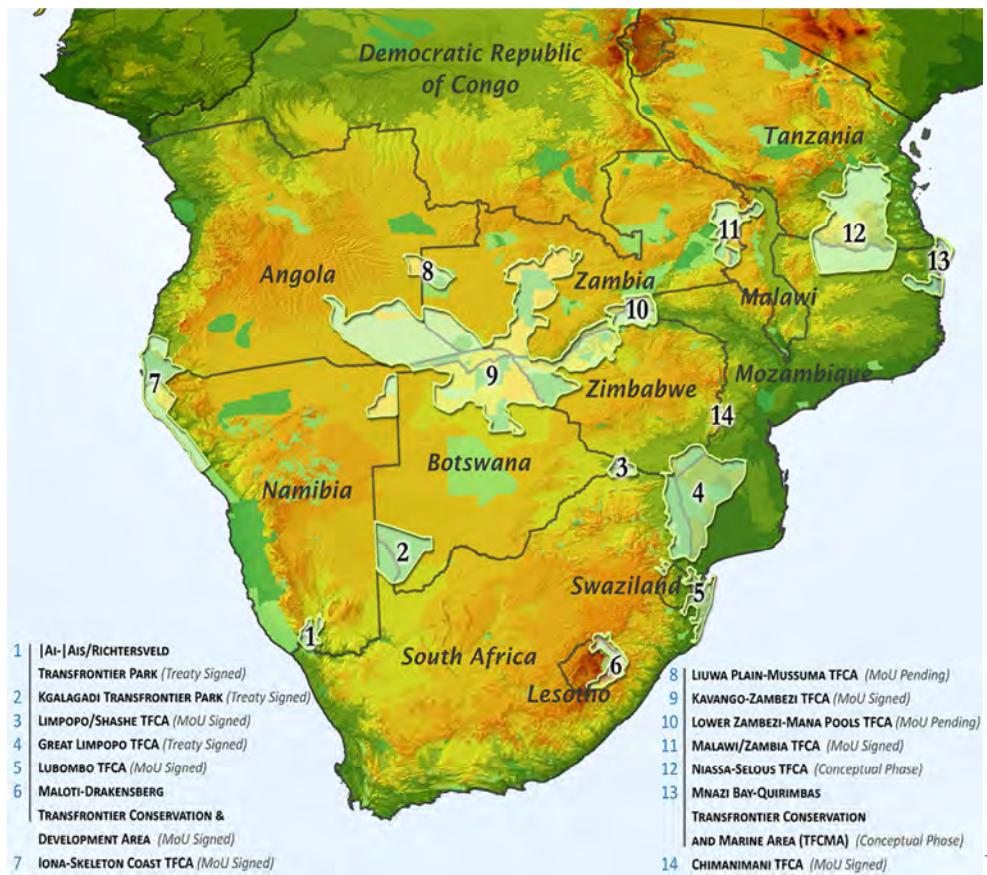 Democratic Republic
of Congo
Tanzania
11
12
13
Angola
8
Zambia
10
Malawi
7
9
Zimbabwe
Mozambique
14
Botswana
3
4
Namibia
2
Swaziland
5
1
South Africa
6
Lesotho
1 |Ai-|Ais/Richtersveld
Transfrontier Park (Treaty Signed)
2 Kgalagadi Transfrontier Park (Treaty Signed)
3 Limpopo/Shashe TFCA (MoU Signed)
4 Great Limpopo TFCA (Treaty Signed)
5 Lubombo TFCA (MoU Signed)
6 Maloti-Drakensberg
Transfrontier Conservation &
Development Area (MoU Signed)
7 Iona-Skeleton Coast TFCA (MoU Signed)
8 Liuwa Plain-Mussuma TFCA (MoU Pending)
9 Kavango-Zambezi TFCA (MoU Signed)
10 Lower Zambezi-Mana Pools TFCA (MoU Pending)
11 Malawi/Zambia TFCA (MoU Signed)
12 Niassa-Selous TFCA (Conceptual Phase)
13 Mnazi Bay-Quirimbas
Transfrontier Conservation
and Marine Area (TFCMA) (Conceptual Phase)
14 Chimanimani TFCA (MoU Signed)